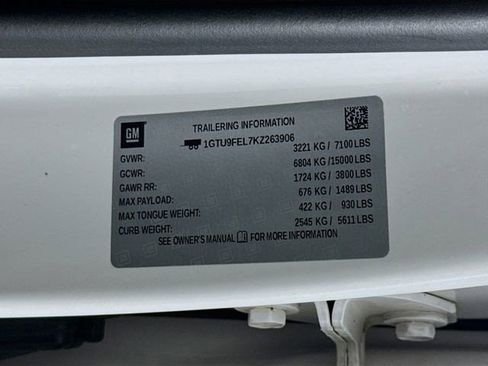 GM
TRAILERING INFORMATION
1GTU9FEL7KZ263906
GVWR: 3221 KG / 7100 LBS
GCWR: 6804 KG / 15000 LBS
GAWR RR: 1724 KG / 3800 LBS
MAX PAYLOAD: 676 KG / 1489 LBS
MAX TONGUE WEIGHT: 422 KG / 930 LBS
CURB WEIGHT: 2545 KG / 5611 LBS
SEE OWNER'S MANUAL FOR MORE INFORMATION